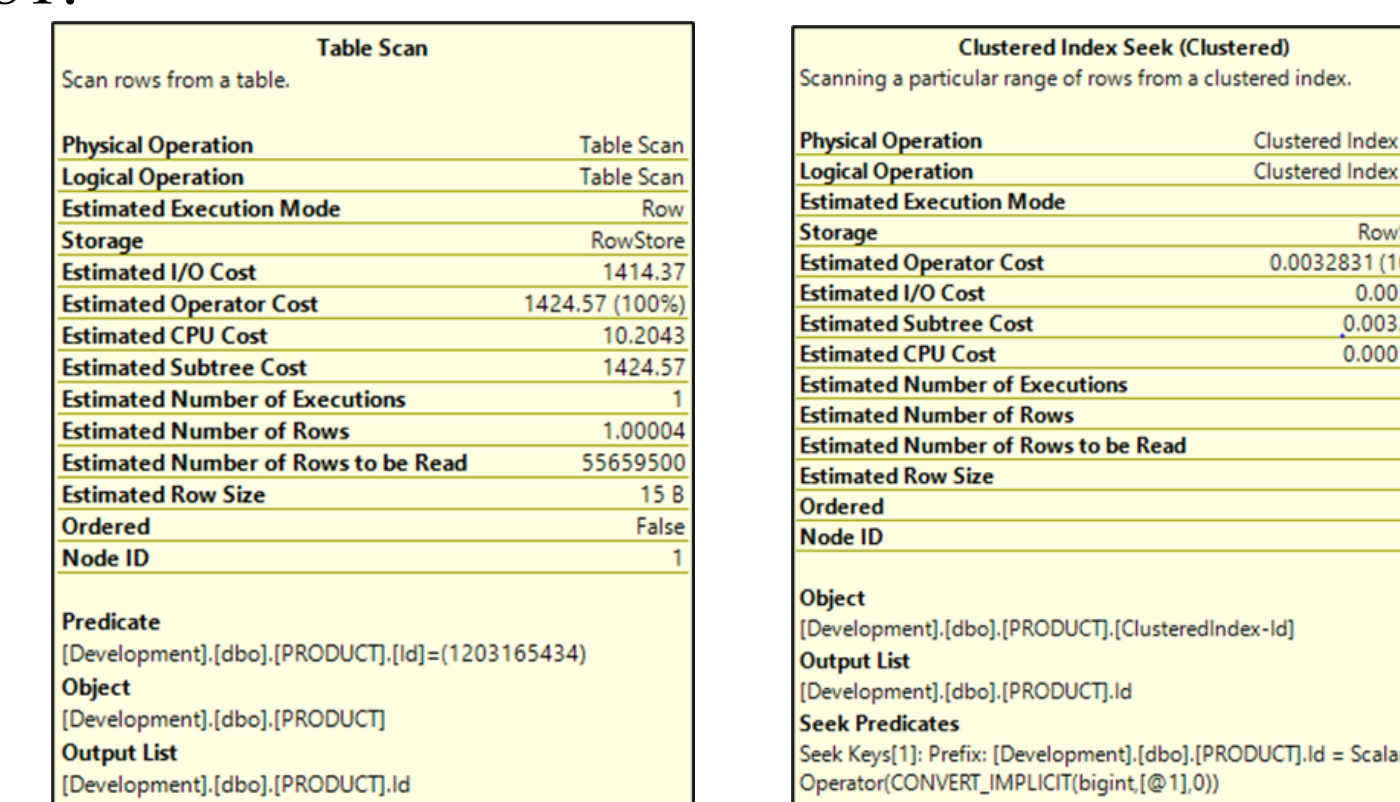 Table Scan
Scan rows from a table.
Physical Operation Table Scan
Logical Operation Table Scan
Estimated Execution Mode Row
Storage RowStore
Estimated I/O Cost 1414.37
Estimated Operator Cost 1424.57 (100%)
Estimated CPU Cost 10.2043
Estimated Subtree Cost 1424.57
Estimated Number of Executions 1
Estimated Number of Rows 1.00004
Estimated Number of Rows to be Read 55659500
Estimated Row Size 15 B
Ordered False
Node ID 1
Predicate
[Development].[dbo].[PRODUCT].[Id]=(1203165434)
Object
[Development].[dbo].[PRODUCT]
Output List
[Development].[dbo].[PRODUCT].Id
Clustered Index Seek (Clustered)
Scanning a particular range of rows from a clustered index.
Physical Operation Clustered Index
Logical Operation Clustered Index
Estimated Execution Mode
Storage Row
Estimated Operator Cost 0.0032831 (1
Estimated I/O Cost 0.00
Estimated Subtree Cost 0.003
Estimated CPU Cost 0.000
Estimated Number of Executions
Estimated Number of Rows
Estimated Number of Rows to be Read
Estimated Row Size
Ordered
Node ID
Object
[Development].[dbo].[PRODUCT].[ClusteredIndex-Id]
Output List
[Development].[dbo].[PRODUCT].Id
Seek Predicates
Seek Keys[1]: Prefix: [Development].[dbo].[PRODUCT].Id = Scala
Operator(CONVERT_IMPLICIT(bigint,[@1],0))